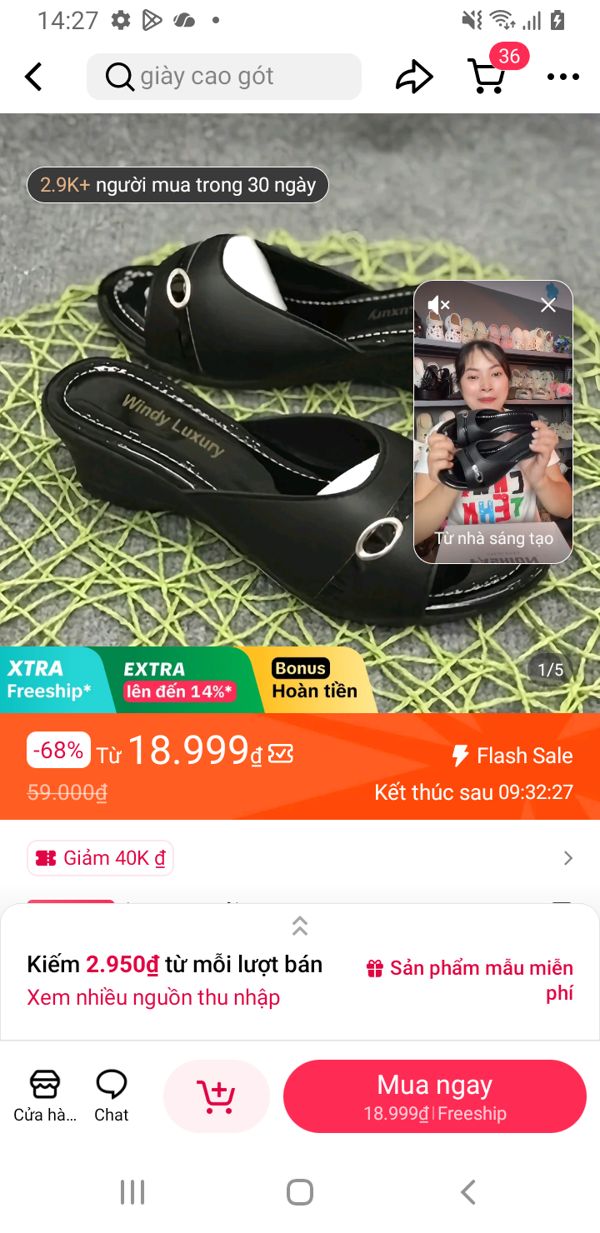 14:27
36
giày cao gót
2.9K+ người mua trong 30 ngày
Windy Luxury
Từ nhà sáng tạo
XTRA
Freeship*
EXTRA
lên đến 14%*
Bonus
Hoàn tiền
1/5
-68% Từ 18.999₫
Flash Sale
59.000₫
Kết thúc sau 09:32:27
Giảm 40K ₫
Kiếm 2.950₫ từ mỗi lượt bán
Sản phẩm mẫu miễn
phí
Xem nhiều nguồn thu nhập
Cửa hà...
Chat
Mua ngay
18.999₫ | Freeship